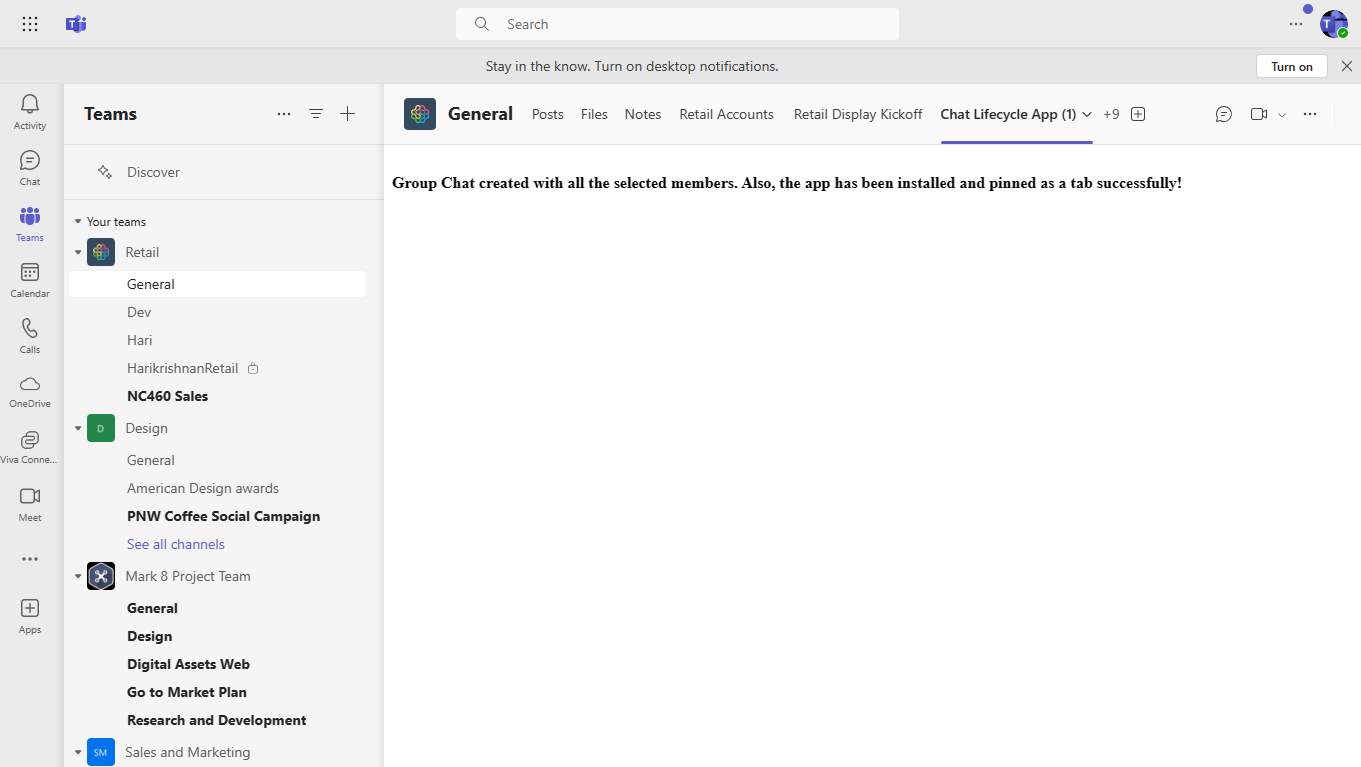 Search
T
Stay in the know. Turn on desktop notifications.
Turn on
Activity
Chat
Teams
Calendar
Calls
OneDrive
Viva Conne...
Meet
Apps
Teams
Discover
Your teams
Retail
General
Dev
Hari
HarikrishnanRetail
NC460 Sales
D
Design
General
American Design awards
PNW Coffee Social Campaign
See all channels
Mark 8 Project Team
General
Design
Digital Assets Web
Go to Market Plan
Research and Development
SM
Sales and Marketing
General
Posts
Files
Notes
Retail Accounts
Retail Display Kickoff
Chat Lifecycle App (1)
+9
Group Chat created with all the selected members. Also, the app has been installed and pinned as a tab successfully!